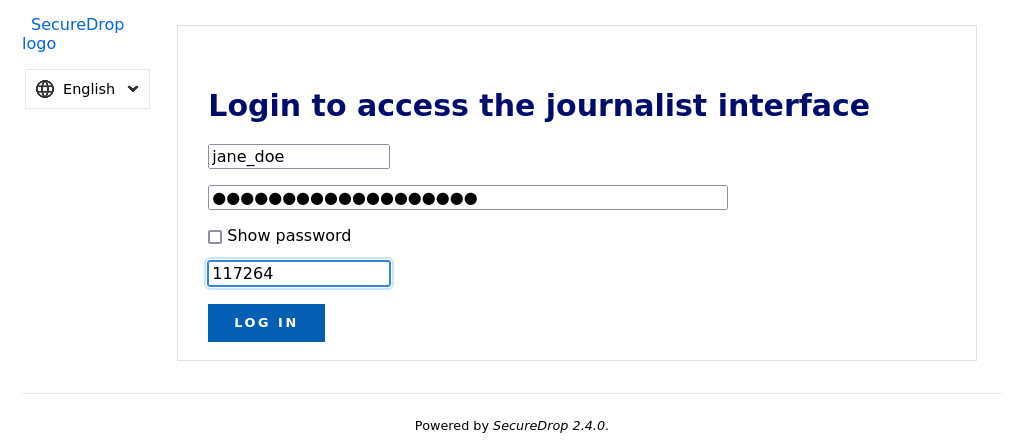 SecureDrop
logo
English
Login to access the journalist interface
jane_doe
●●●●●●●●●●●●●●●●●●●
Show password
117264
LOG IN
Powered by SecureDrop 2.4.0.